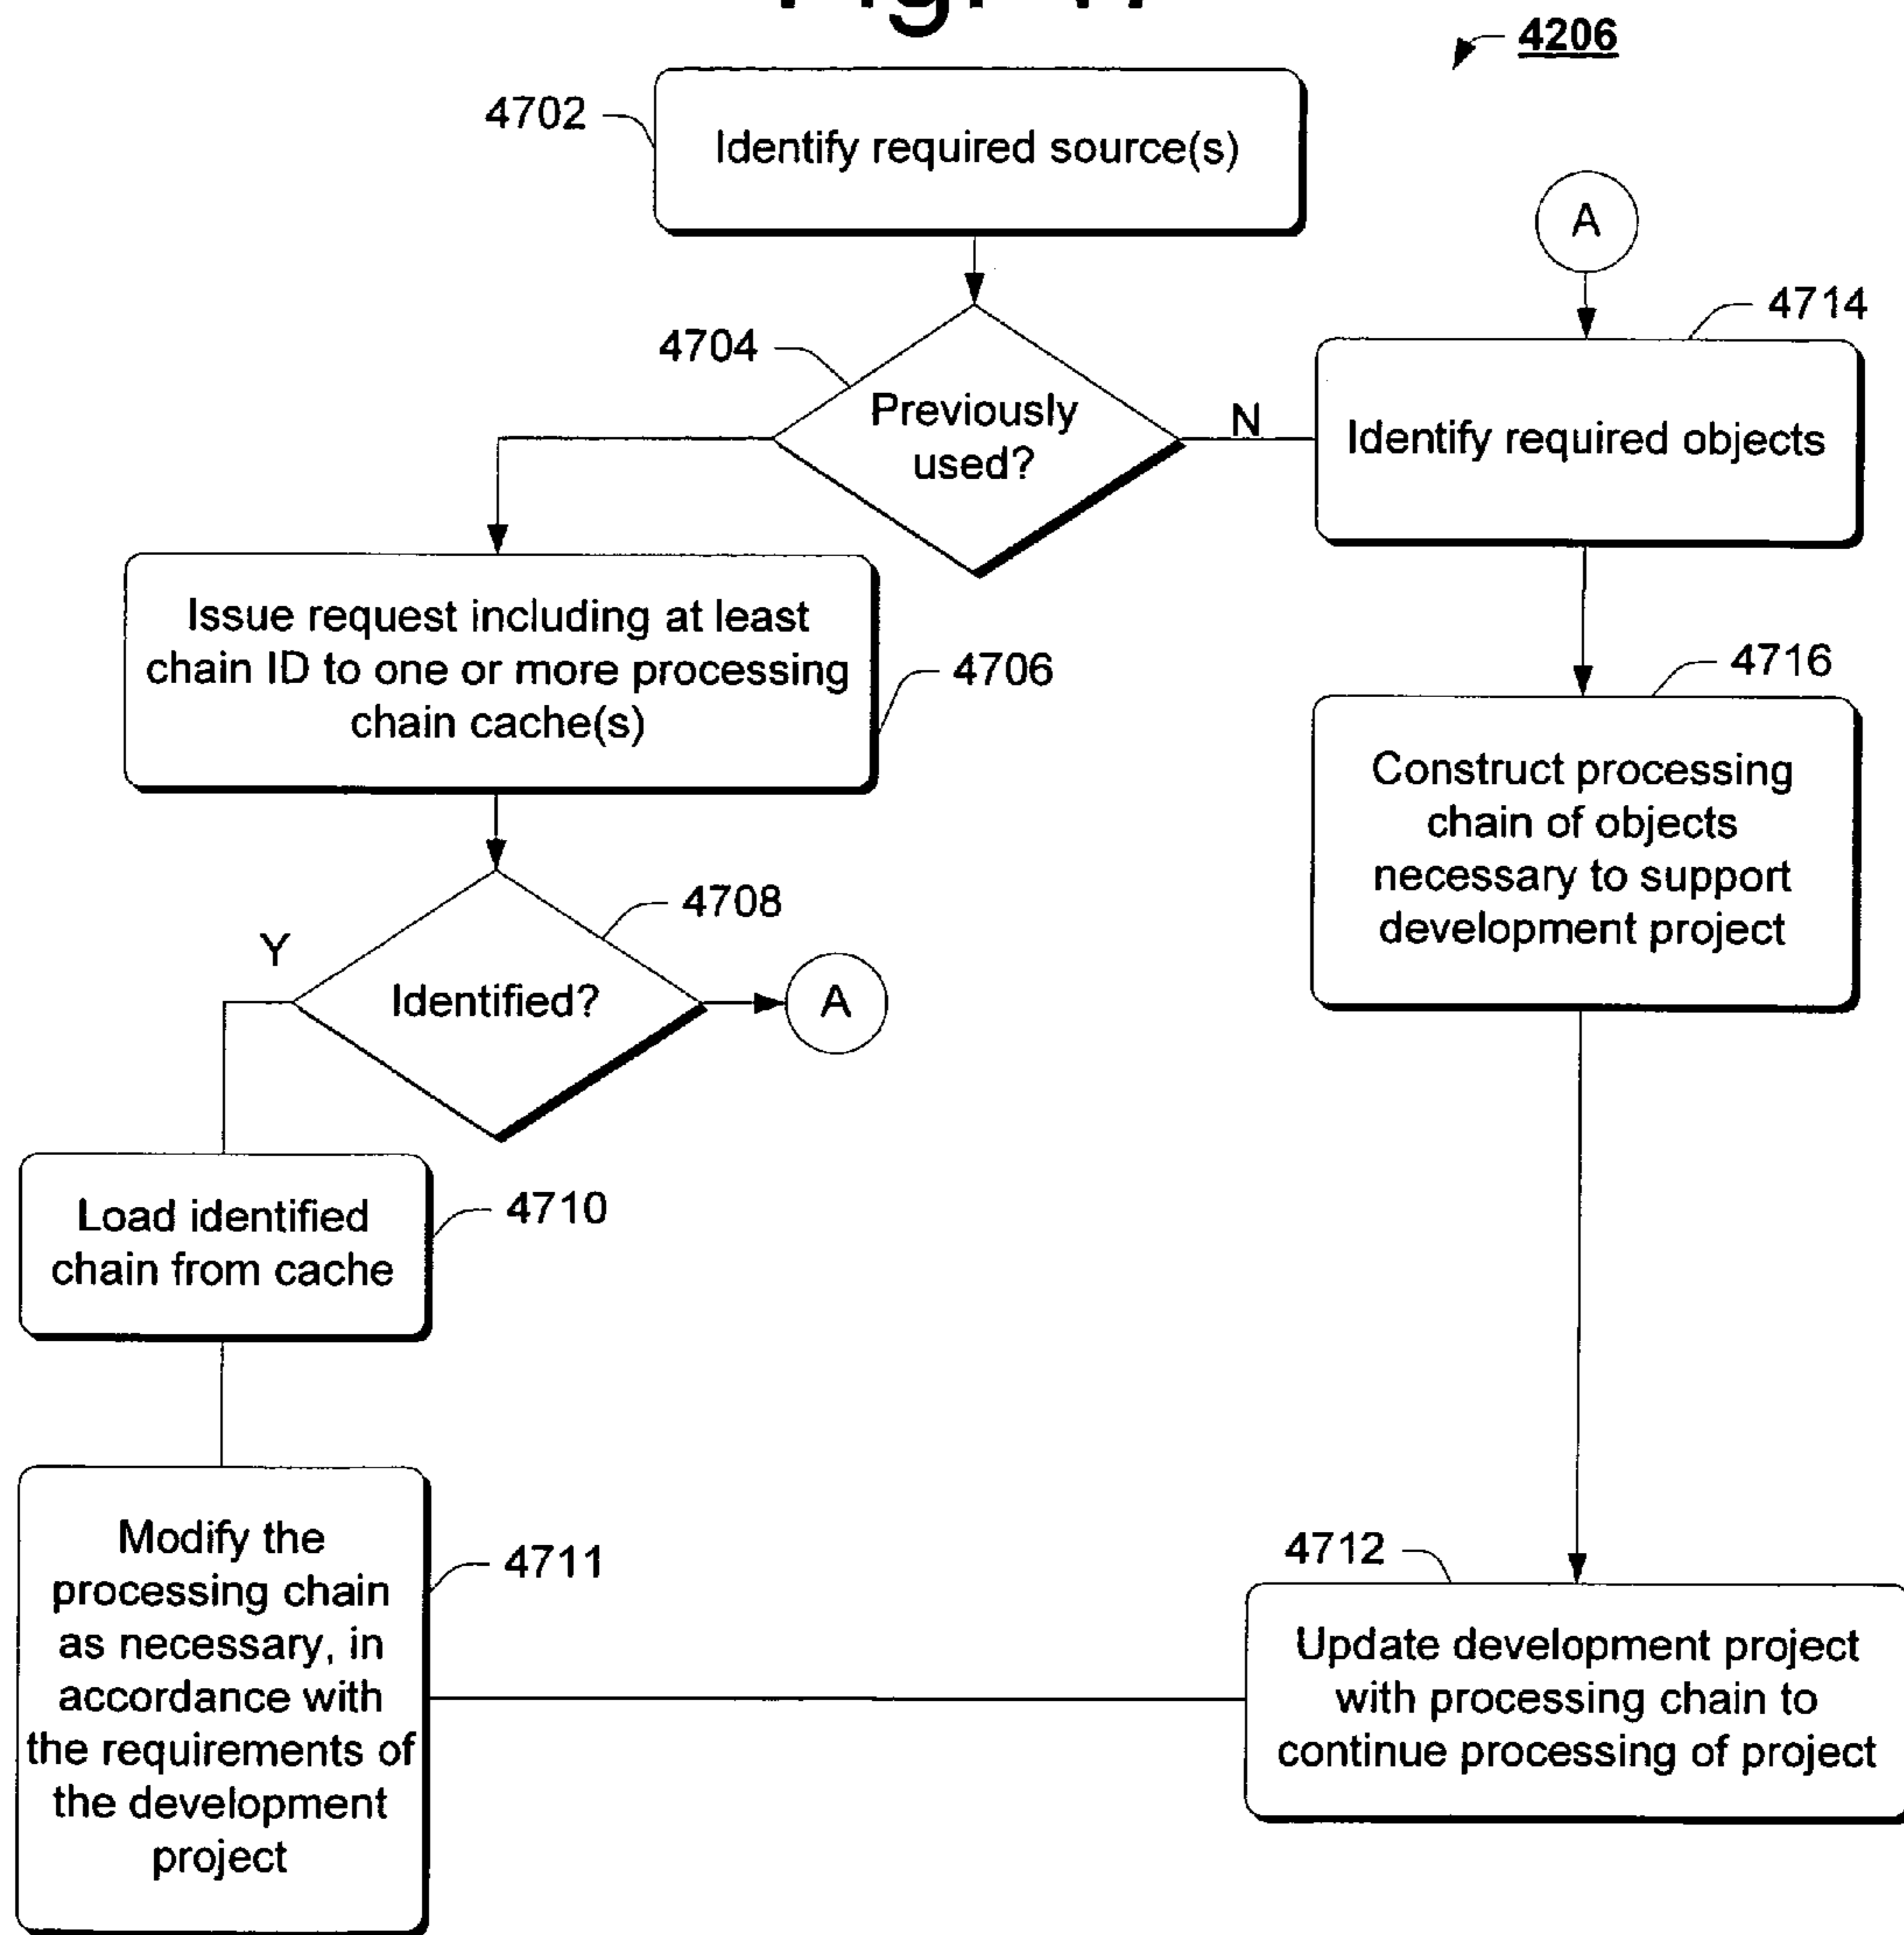 4206
4702
Identify required source(s)
A
4714
4704
Previously
used?
N
Identify required objects
Issue request including at least
chain ID to one or more processing
chain cache(s)
4706
4716
Construct processing
chain of objects
necessary to support
development project
4708
Y
Identified?
A
Load identified
chain from cache
4710
Modify the
processing chain
as necessary, in
accordance with
the requirements of
the development
project
4711
4712
Update development project
with processing chain to
continue processing of project